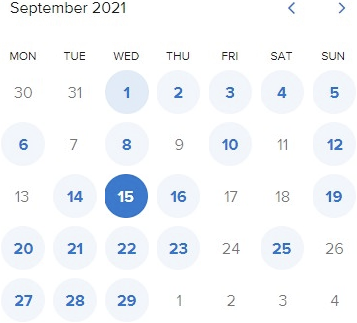 September 2021
MON TUE WED THU FRI SAT SUN
30 31 1 2 3 4 5
6 7 8 9 10 11 12
13 14 15 16 17 18 19
20 21 22 23 24 25 26
27 28 29 1 2 3 4